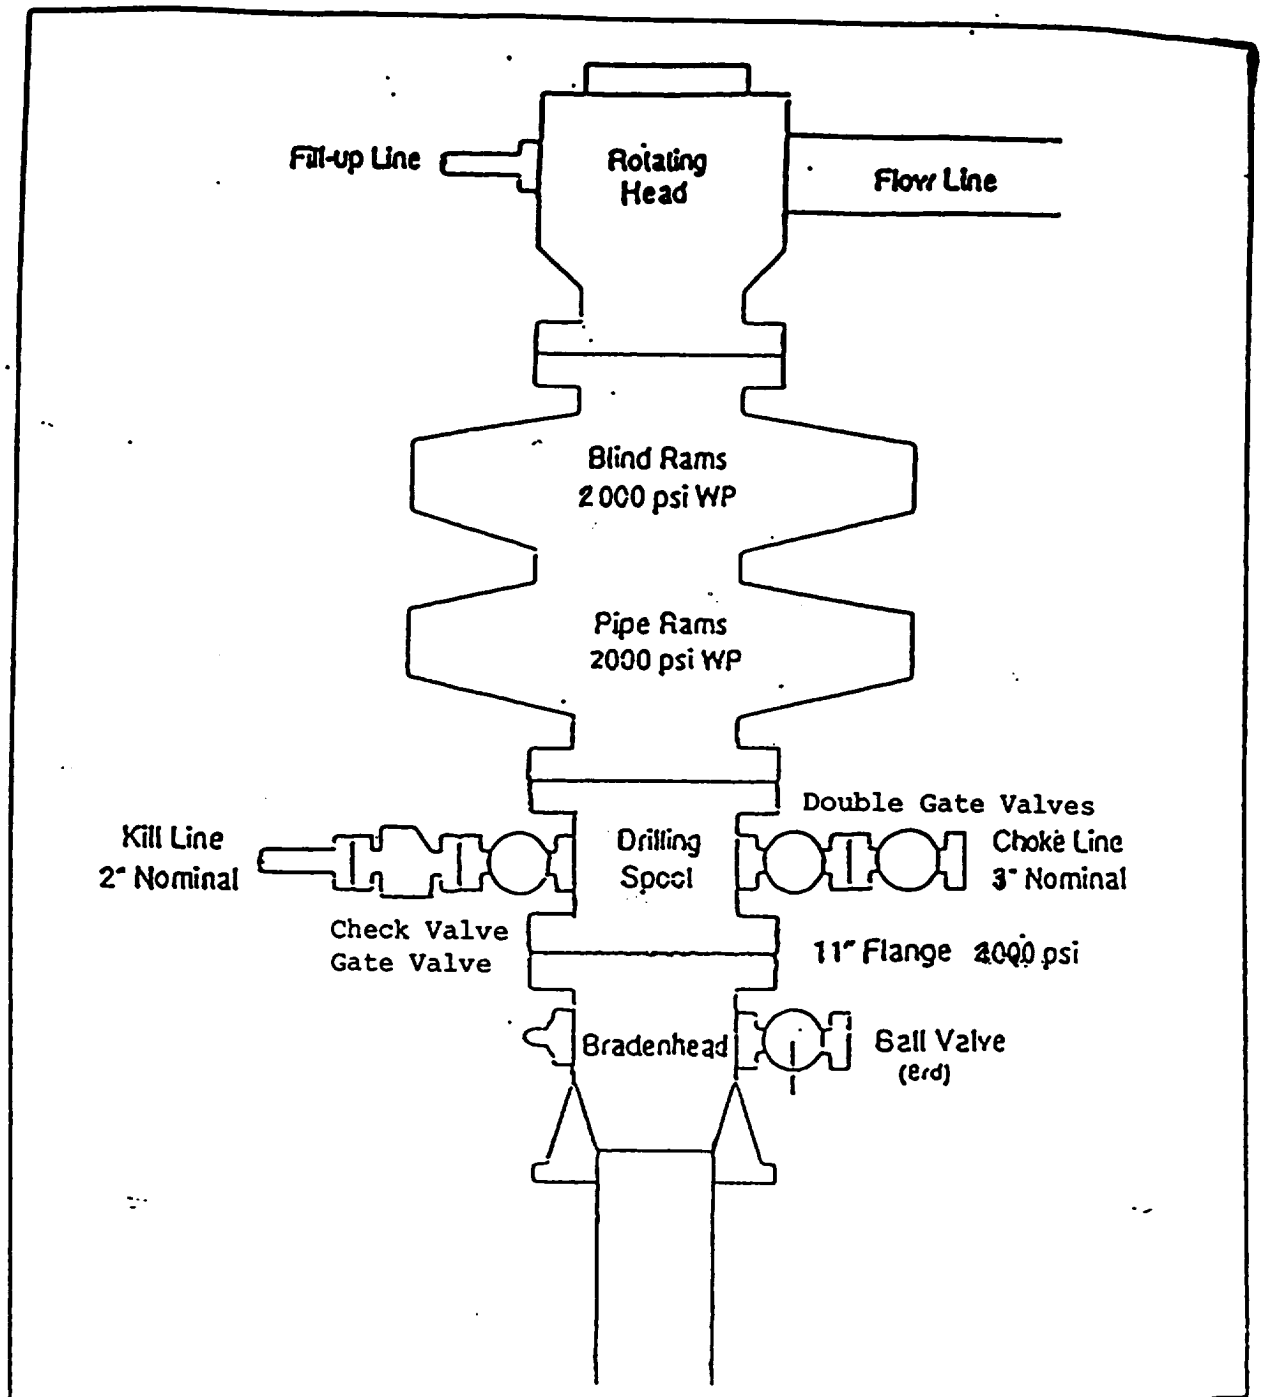 Fill-up Line
Rotating
Head
Flow Line
Blind Rams
2000 psi WP
Pipe Rams
2000 psi WP
Double Gate Valves
Kill Line
2" Nominal
Drilling
Spool
Choke Line
3" Nominal
Check Valve
Gate Valve
11" Flange psi
Bradenhead
Ball Valve